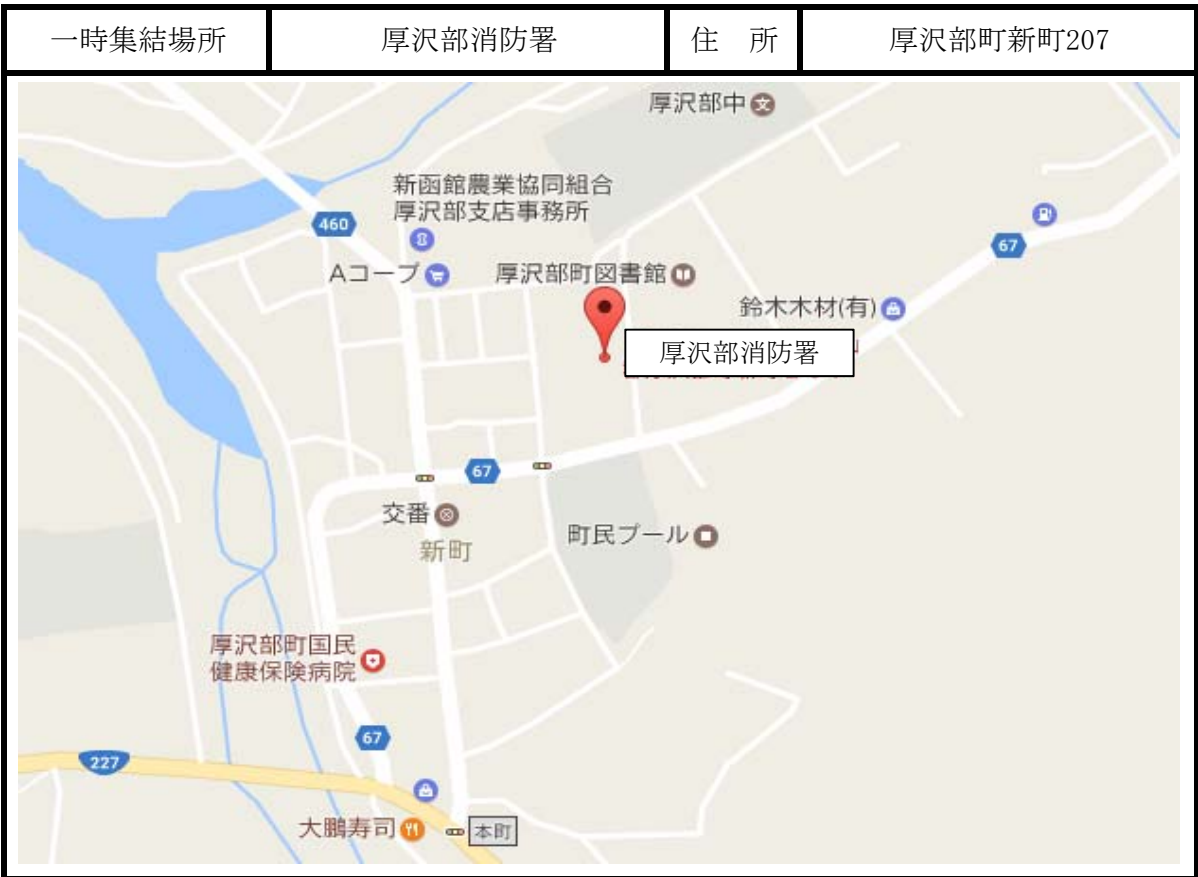 一時集結場所
厚沢部消防署
住　所
厚沢部町新町207
厚沢部中
新函館農業協同組合
厚沢部支店事務所
460
67
Aコープ
厚沢部町図書館
鈴木木材(有)
厚沢部消防署
67
交番
新町
町民プール
厚沢部町国民
健康保険病院
67
227
大鵬寿司
本町